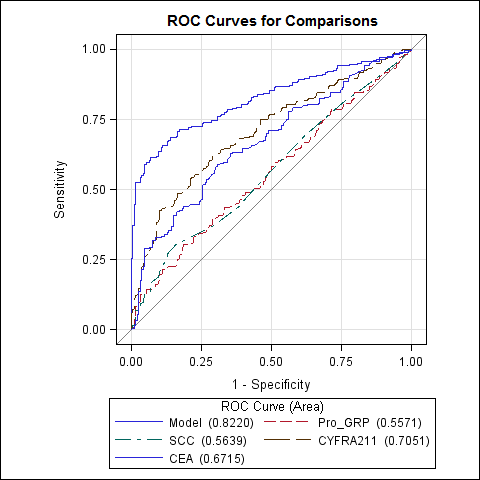 ROC Curves for Comparisons
1.00
0.75
0.50
0.25
0.00
Sensitivity
0.00 0.25 0.50 0.75 1.00
1 - Specificity
ROC Curve (Area)
Model (0.8220) Pro_GRP (0.5571)
SCC (0.5639) CYFRA211 (0.7051)
CEA (0.6715)